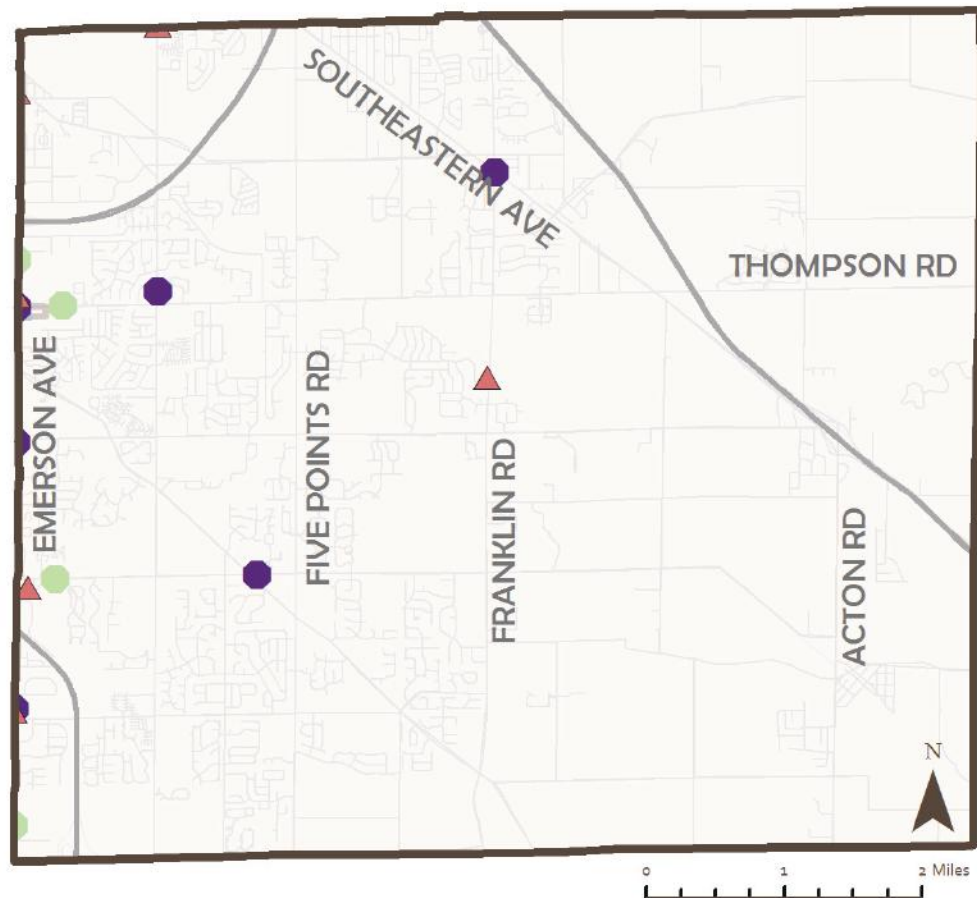 SOUTHEASTERN AVE
THOMPSON RD
EMERSON AVE
FIVE POINTS RD
FRANKLIN RD
ACTON RD
N
0 1 2 Miles